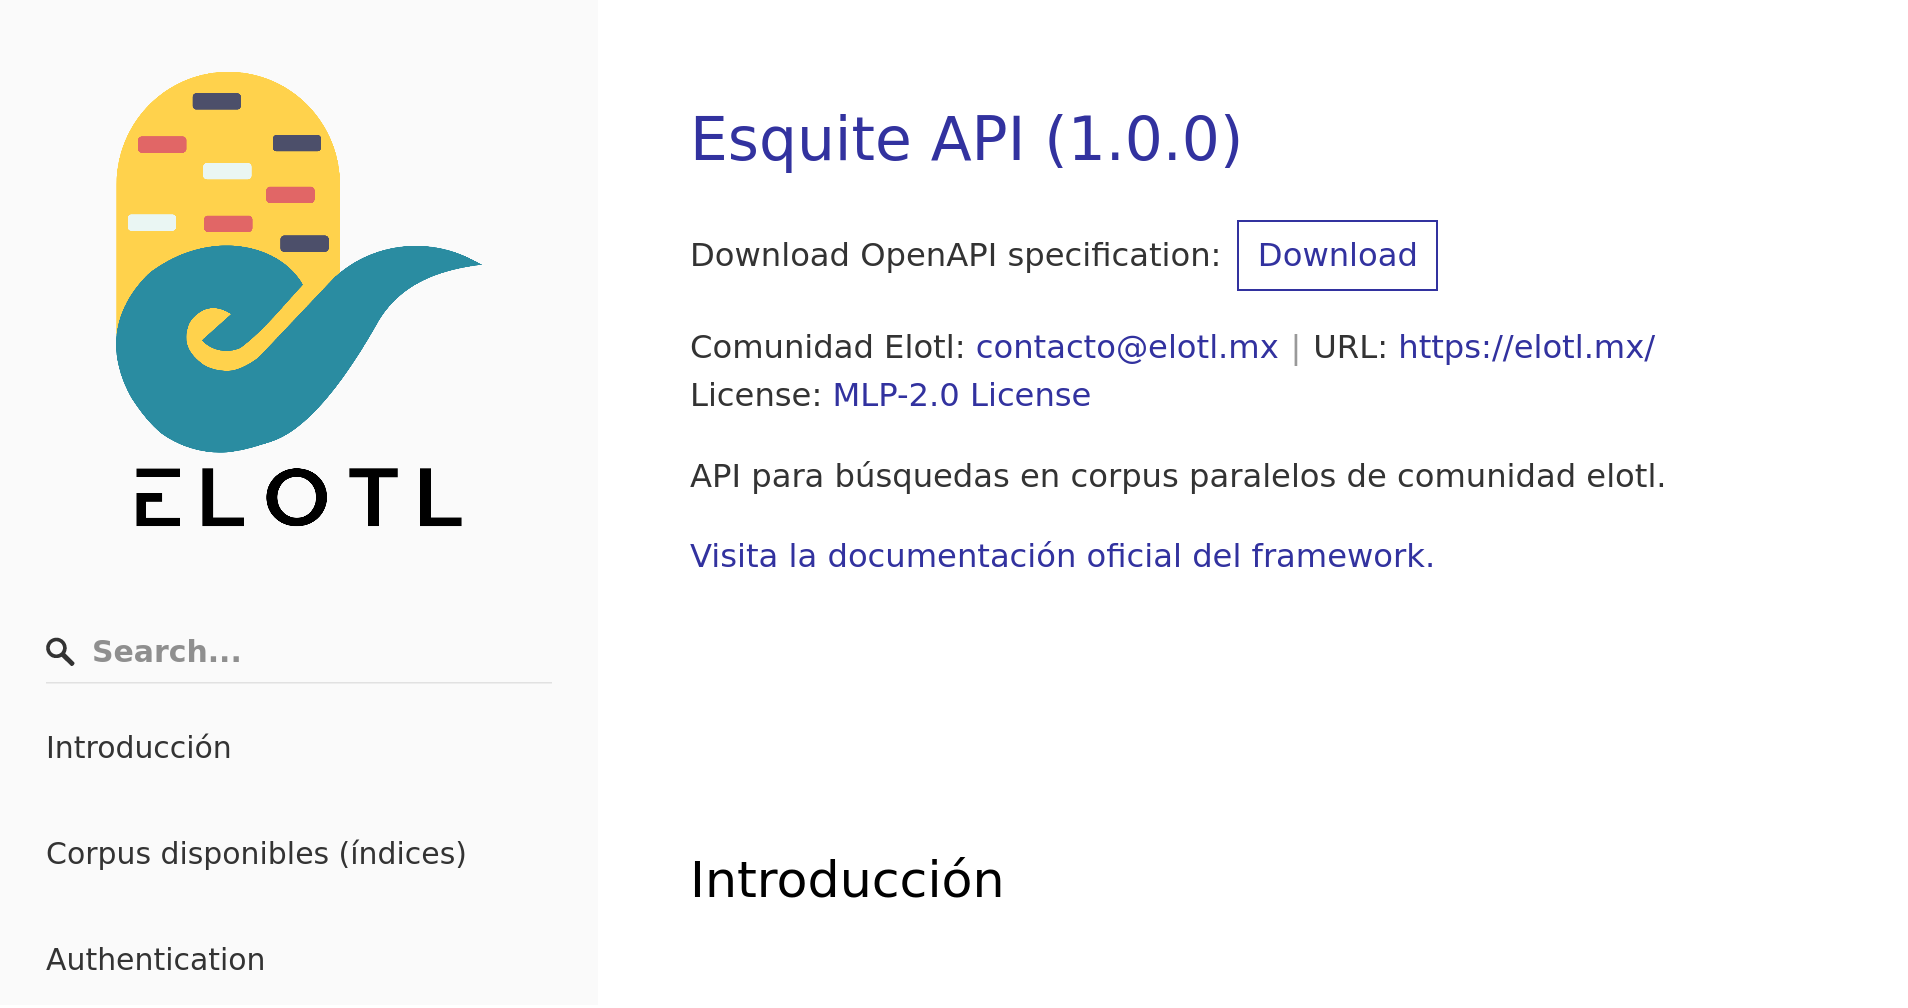 ELOTL
Search...
Introducción
Corpus disponibles (índices)
Authentication
Esquite API (1.0.0)
Download OpenAPI specification: Download
Comunidad Elotl: contacto@elotl.mx | URL: https://elotl.mx/
License: MLP-2.0 License
API para búsquedas en corpus paralelos de comunidad elotl.
Visita la documentación oficial del framework.
Introducción